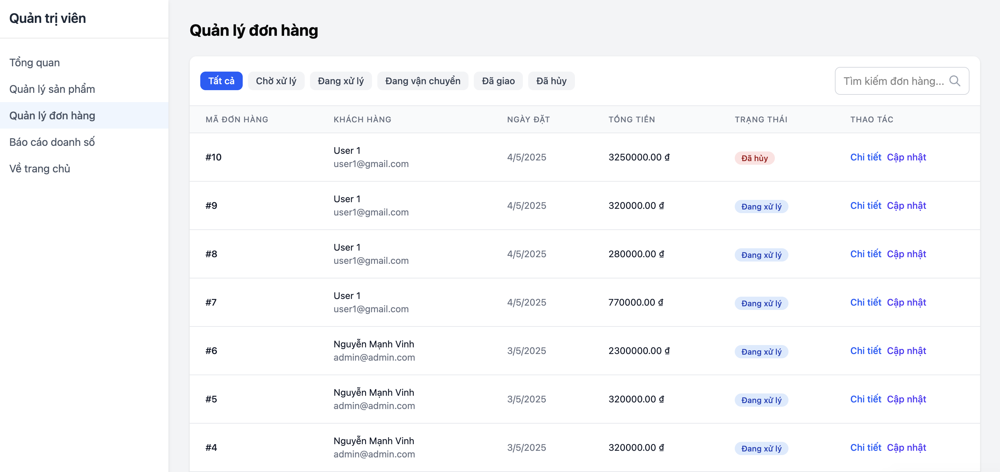 Quản trị viên
Tổng quan
Quản lý sản phẩm
Quản lý đơn hàng
Báo cáo doanh số
Về trang chủ
Quản lý đơn hàng
Tất cả Chờ xử lý Đang xử lý Đang vận chuyển Đã giao Đã hủy Tìm kiếm đơn hàng...
MÃ ĐƠN HÀNG KHÁCH HÀNG NGÀY ĐẶT TỔNG TIỀN TRẠNG THÁI THAO TÁC
#10 User 1 4/5/2025 3250000.00 ₫ Đã hủy Chi tiết Cập nhật
user1@gmail.com
#9 User 1 4/5/2025 320000.00 ₫ Đang xử lý Chi tiết Cập nhật
user1@gmail.com
#8 User 1 4/5/2025 280000.00 ₫ Đang xử lý Chi tiết Cập nhật
user1@gmail.com
#7 User 1 4/5/2025 770000.00 ₫ Đang xử lý Chi tiết Cập nhật
user1@gmail.com
#6 Nguyễn Mạnh Vinh 3/5/2025 2300000.00 ₫ Đang xử lý Chi tiết Cập nhật
admin@admin.com
#5 Nguyễn Mạnh Vinh 3/5/2025 320000.00 ₫ Đang xử lý Chi tiết Cập nhật
admin@admin.com
#4 Nguyễn Mạnh Vinh 3/5/2025 320000.00 ₫ Đang xử lý Chi tiết Cập nhật
admin@admin.com